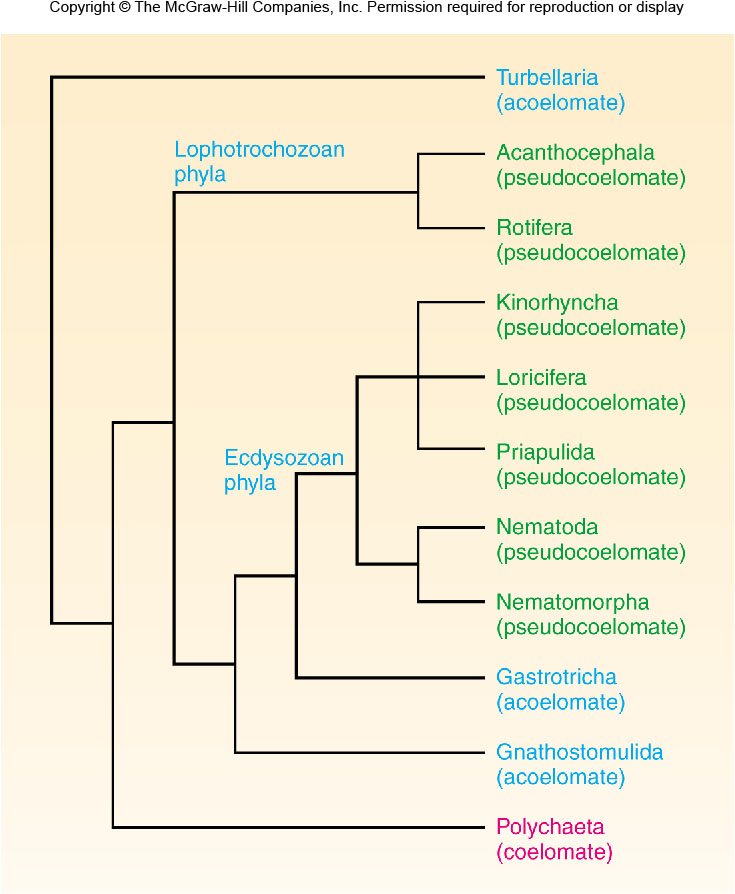 Copyright © The McGraw-Hill Companies, Inc. Permission required for reproduction or display
Turbellaria
(acoelomate)
Lophotrochozoan
phyla
Acanthocephala
(pseudocoelomate)
Rotifera
(pseudocoelomate)
Kinorhyncha
(pseudocoelomate)
Loricifera
(pseudocoelomate)
Ecdysozoan
phyla
Priapulida
(pseudocoelomate)
Nematoda
(pseudocoelomate)
Nematomorpha
(pseudocoelomate)
Gastrotricha
(acoelomate)
Gnathostomulida
(acoelomate)
Polychaeta
(coelomate)